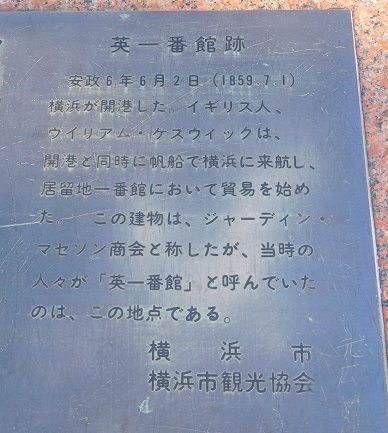 英一番館跡
安政6年6月2日（1859.7.1）
横浜が開港した。イギリス人、
ウイリアム・ケスウィックは、
開港と同時に帆船で横浜に来航し、
居留地一番館において貿易を始め
た この建物は、ジャーディン・
マセソン商会と称したが、当時の
人々が「英一番館」と呼んでいた
のは、この地点である。
横浜市
横浜市観光協会